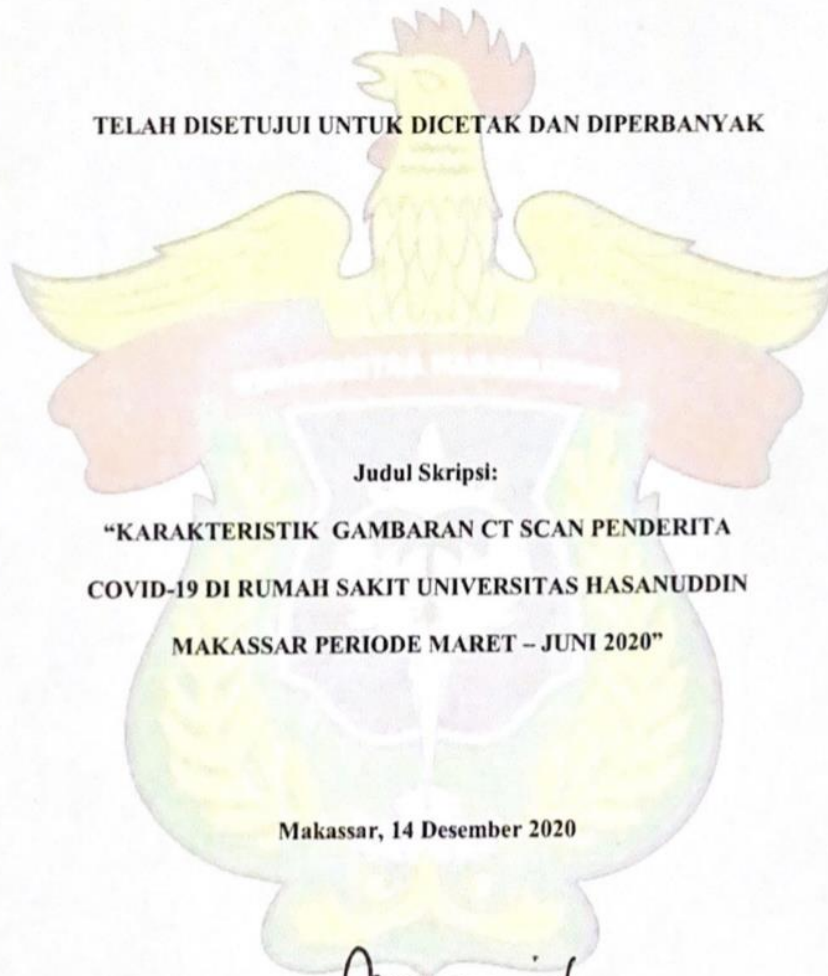 TELAH DISETUJUI UNTUK DICETAK DAN DIPERBANYAK
Judul Skripsi:
“KARAKTERISTIK GAMBARAN CT SCAN PENDERITA
COVID-19 DI RUMAH SAKIT UNIVERSITAS HASANUDDIN
MAKASSAR PERIODE MARET – JUNI 2020”
Makassar, 14 Desember 2020